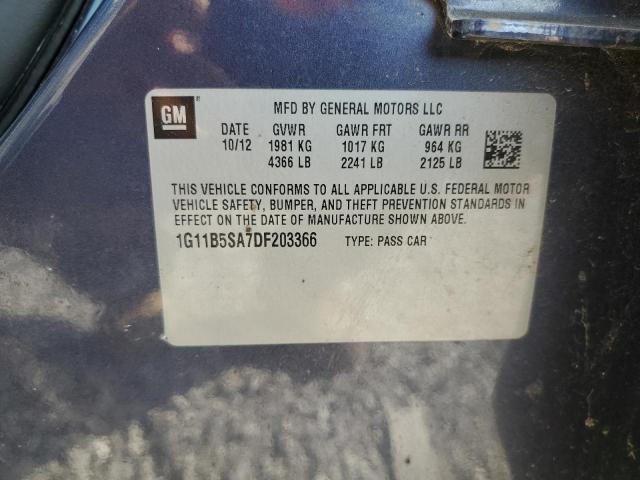 GM ® MFD BY GENERAL MOTORS LLC
DATE GVWR GAWR FRT GAWR RR
10/12 1981 KG 1017 KG 964 KG
4366 LB 2241 LB 2125 LB
THIS VEHICLE CONFORMS TO ALL APPLICABLE U.S. FEDERAL MOTOR
VEHICLE SAFETY, BUMPER, AND THEFT PREVENTION STANDARDS IN
EFFECT ON THE DATE OF MANUFACTURE SHOWN ABOVE.
1G11B5SA7DF203366 TYPE: PASS CAR